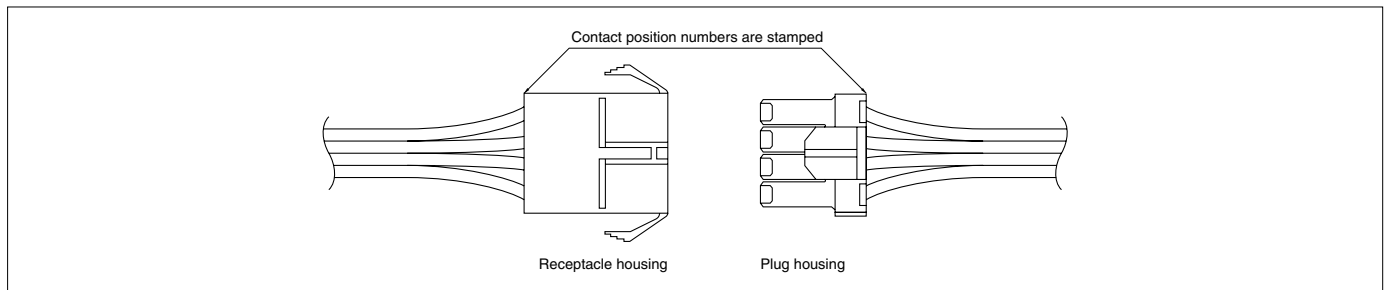 Contact position numbers are stamped
Receptacle housing
Plug housing